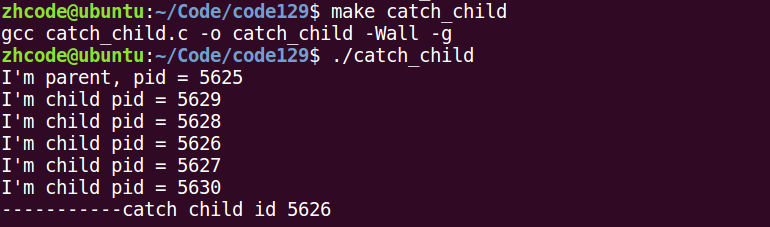 zhcode@ubuntu:~/Code/code129$ make catch_child
gcc catch_child.c -o catch_child -Wall -g
zhcode@ubuntu:~/Code/code129$ ./catch_child
I'm parent, pid = 5625
I'm child pid = 5629
I'm child pid = 5628
I'm child pid = 5626
I'm child pid = 5627
I'm child pid = 5630
-----------catch child id 5626